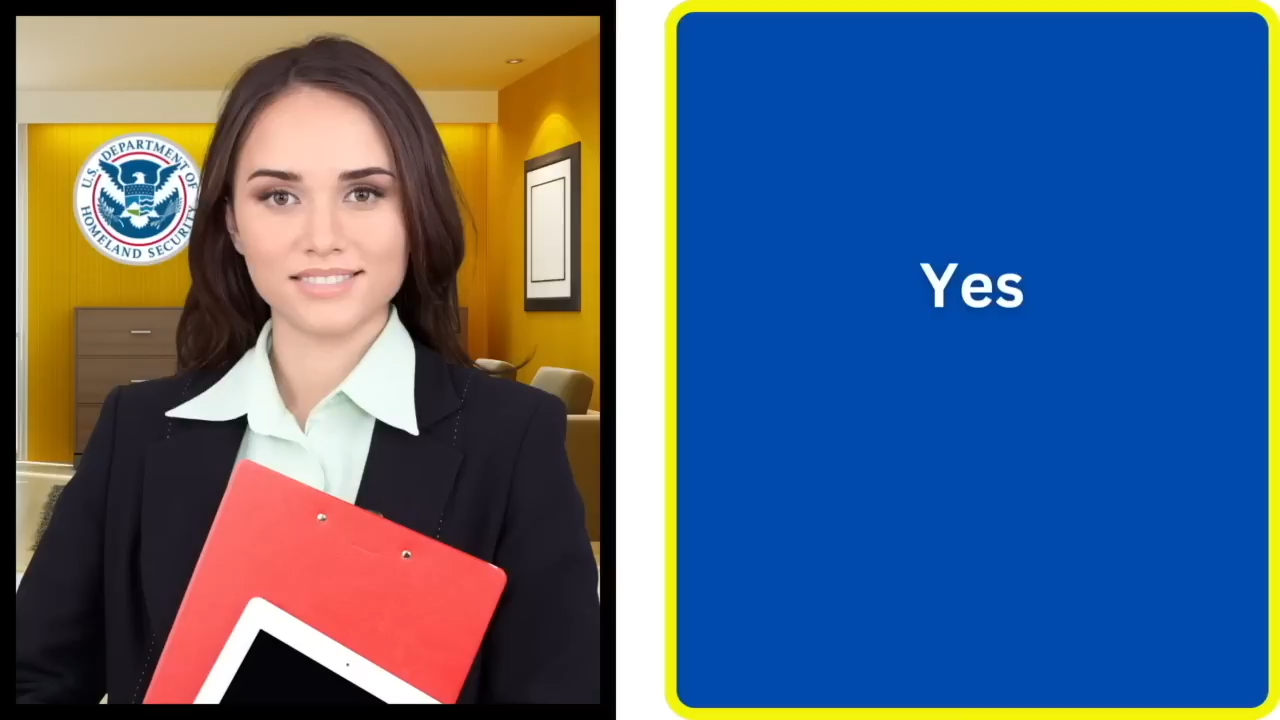 U.S. DEPARTMENT OF
HOMELAND SECURITY
Yes